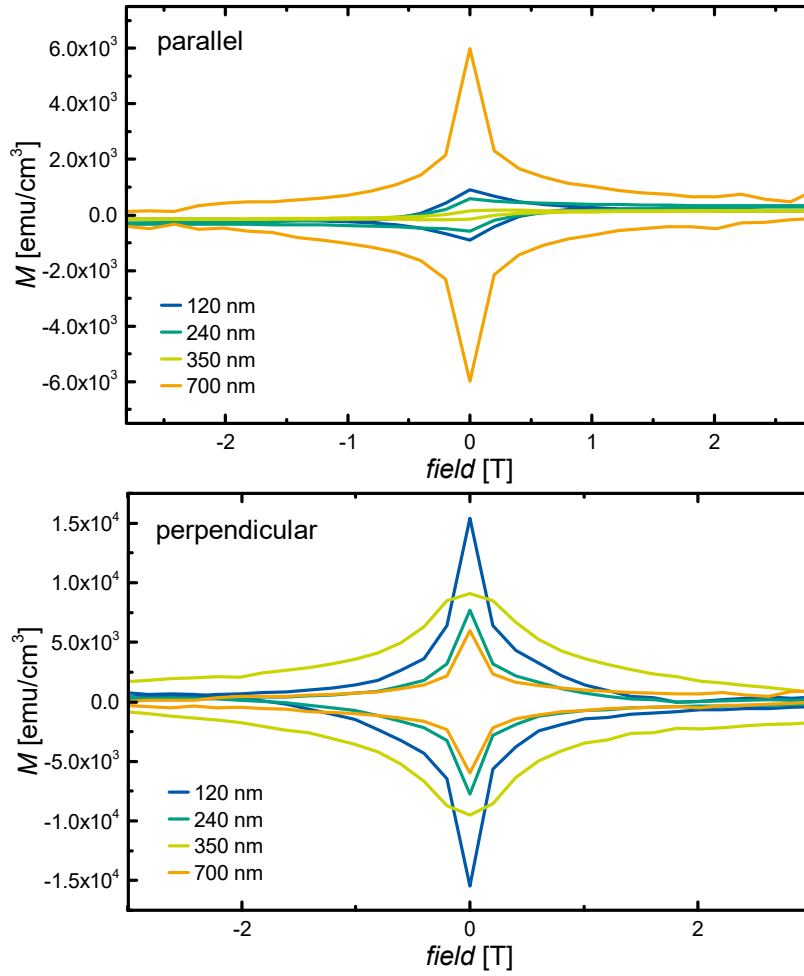 parallel
6.0x10³
4.0x10³
2.0x10³
0.0
-2.0x10³
-4.0x10³
-6.0x10³
M [emu/cm³]
120 nm
240 nm
350 nm
700 nm
-2 -1 0 1 2
field [T]
perpendicular
1.5x10⁴
1.0x10⁴
5.0x10³
0.0
-5.0x10³
-1.0x10⁴
-1.5x10⁴
M [emu/cm³]
120 nm
240 nm
350 nm
700 nm
-2 0 2
field [T]